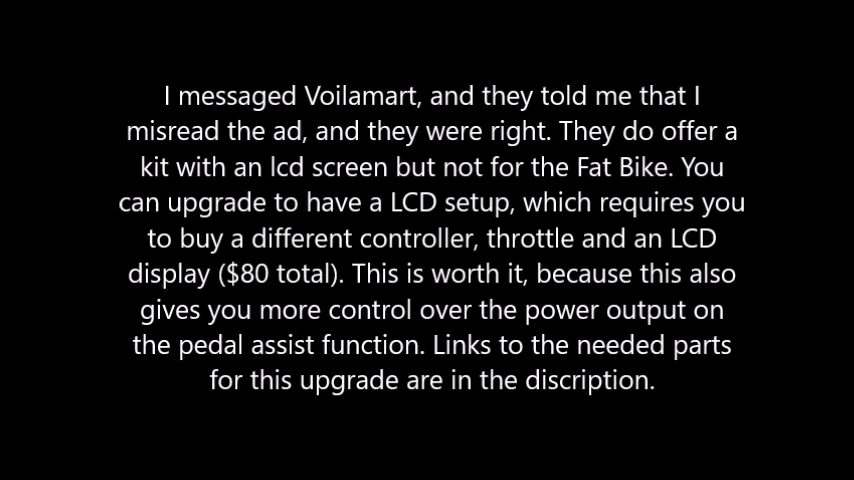 I messaged Voilamart, and they told me that I
misread the ad, and they were right. They do offer a
kit with an lcd screen but not for the Fat Bike. You
can upgrade to have a LCD setup, which requires you
to buy a different controller, throttle and an LCD
display ($80 total). This is worth it, because this also
gives you more control over the power output on
the pedal assist function. Links to the needed parts
for this upgrade are in the discription.